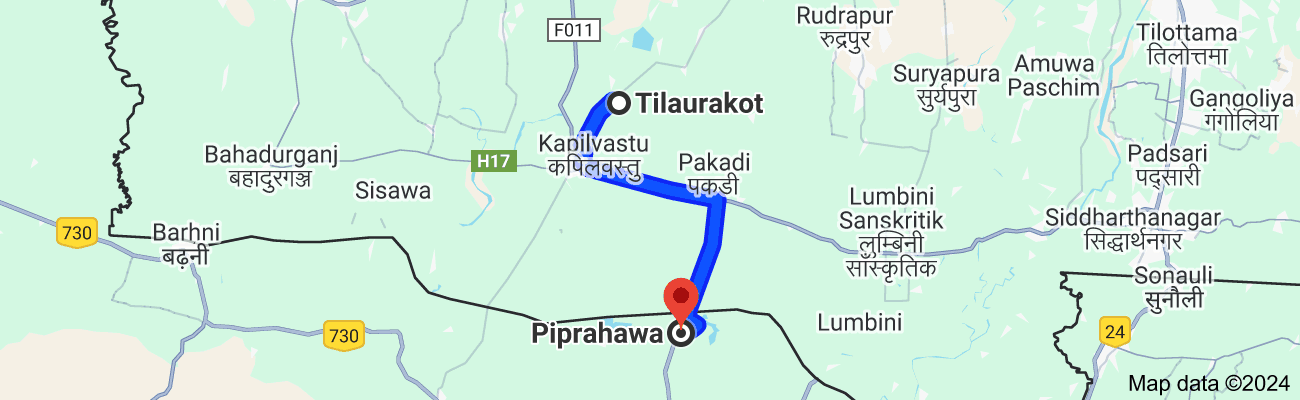 Rudrapur
रुद्रपुर
F011
Tilottama
तिलोत्तमा
Amuwa
Paschim
Suryapura
सुर्यपुरा
Gangoliya
गंगोलिया
Tilaurakot
Kapilvastu
कपिलवस्तु
H17
Pakadi
पकडी
Bahadurganj
बहादुरगञ्ज
Sisawa
Padsari
पद्सारी
Lumbini
Sanskritik
लुम्बिनी
साँस्कृतिक
Siddharthanagar
सिद्धार्थनगर
730
Barhni
बढ़नी
Sonauli
सुनौली
730
Piprahawa
Lumbini
24
Map data ©2024